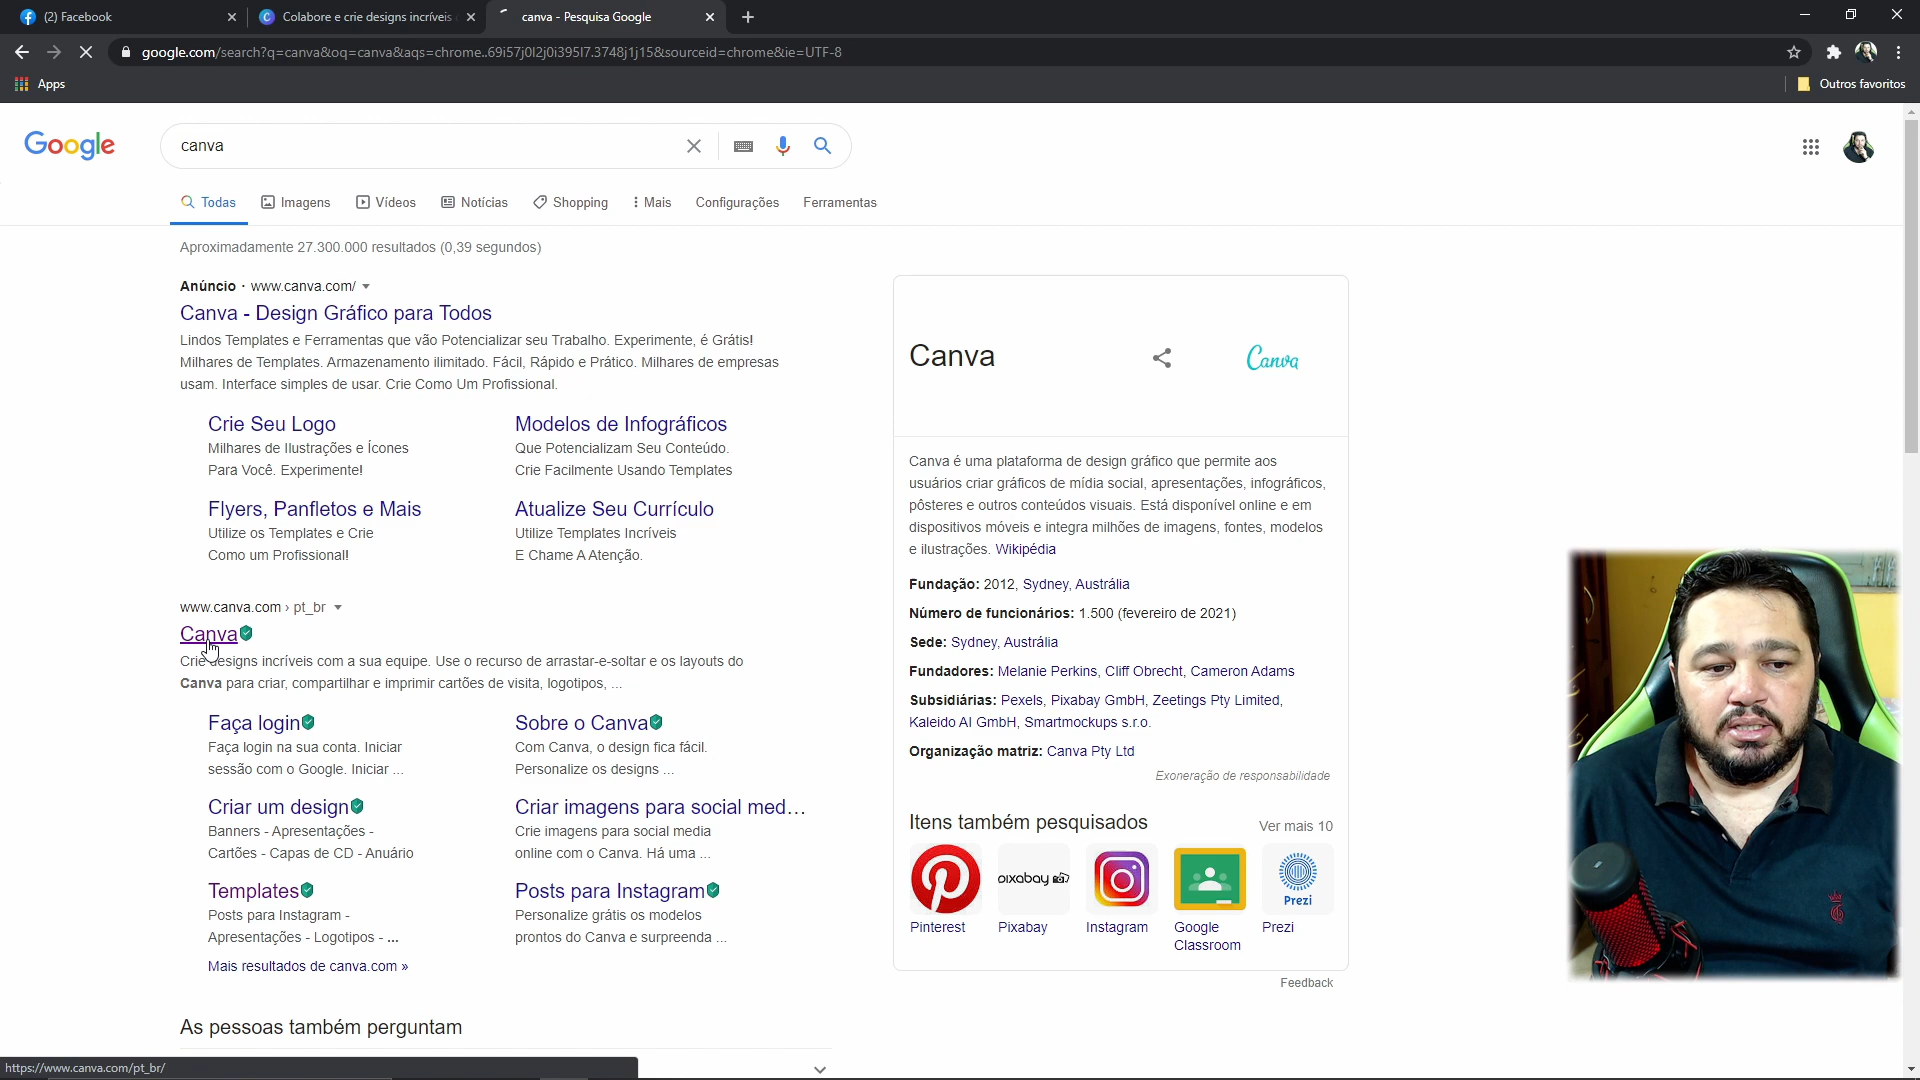 (2) Facebook
Colabore e crie designs incríveis
canva - Pesquisa Google
google.com/search?q=canva&oq=canva&aqs=chrome..69i57j0l2j0i395l7.3748j1j15&sourceid=chrome&ie=UTF-8
Apps
Outros favoritos
Google
canva
Todas
Imagens
Vídeos
Notícias
Shopping
Mais
Configurações
Ferramentas
Aproximadamente 27.300.000 resultados (0,39 segundos)
Anúncio · www.canva.com/
Canva - Design Gráfico para Todos
Lindos Templates e Ferramentas que vão Potencializar seu Trabalho. Experimente, é Grátis!
Milhares de Templates. Armazenamento ilimitado. Fácil, Rápido e Prático. Milhares de empresas
usam. Interface simples de usar. Crie Como Um Profissional.
Crie Seu Logo
Milhares de Ilustrações e Ícones
Para Você. Experimente!
Modelos de Infográficos
Que Potencializam Seu Conteúdo.
Crie Facilmente Usando Templates
Flyers, Panfletos e Mais
Utilize os Templates e Crie
Como um Profissional!
Atualize Seu Currículo
Utilize Templates Incríveis
E Chame A Atenção.
www.canva.com › pt_br
Canva
Crie designs incríveis com a sua equipe. Use o recurso de arrastar-e-soltar e os layouts do
Canva para criar, compartilhar e imprimir cartões de visita, logotipos, ...
Faça login
Faça login na sua conta. Iniciar
sessão com o Google. Iniciar ...
Sobre o Canva
Com Canva, o design fica fácil.
Personalize os designs ...
Criar um design
Banners - Apresentações -
Cartões - Capas de CD - Anuário
Criar imagens para social med...
Crie imagens para social media
online com o Canva. Há uma ...
Templates
Posts para Instagram -
Apresentações - Logotipos - ...
Posts para Instagram
Personalize grátis os modelos
prontos do Canva e surpreenda ...
Mais resultados de canva.com »
As pessoas também perguntam
https://www.canva.com/pt_br/
Canva
Canva
Canva é uma plataforma de design gráfico que permite aos
usuários criar gráficos de mídia social, apresentações, infográficos,
pôsteres e outros conteúdos visuais. Está disponível online e em
dispositivos móveis e integra milhões de imagens, fontes, modelos
e ilustrações. Wikipédia
Fundação: 2012, Sydney, Austrália
Número de funcionários: 1.500 (fevereiro de 2021)
Sede: Sydney, Austrália
Fundadores: Melanie Perkins, Cliff Obrecht, Cameron Adams
Subsidiárias: Pexels, Pixabay GmbH, Zeetings Pty Limited,
Kaleido AI GmbH, Smartmockups s.r.o.
Organização matriz: Canva Pty Ltd
Exoneração de responsabilidade
Itens também pesquisados
Ver mais 10
pixabay
Prezi
Pinterest
Pixabay
Instagram
Google
Classroom
Prezi
Feedback